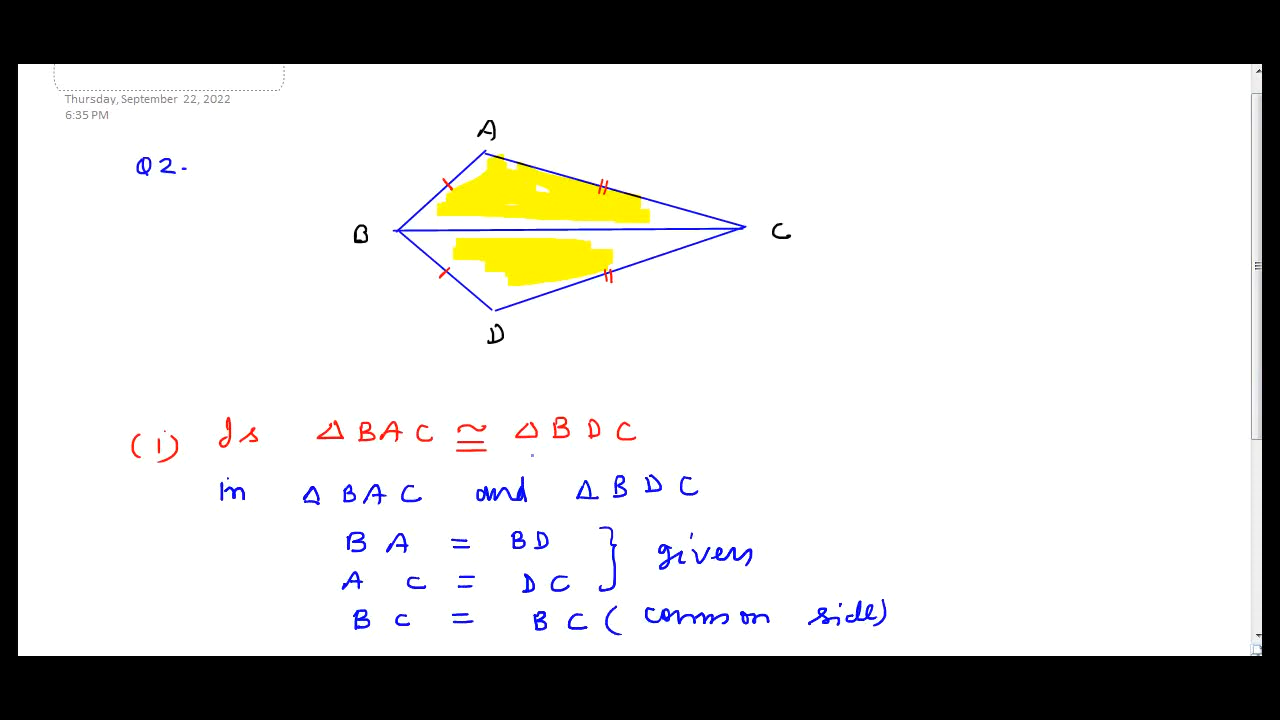 Thursday, September 22, 2022
6:35 PM
Q2.
A
B
C
D
(1) Is Δ BAC ≅ Δ BDC
in Δ BAC and Δ BDC
BA = BD
AC = DC } given
BC = BC (common side)